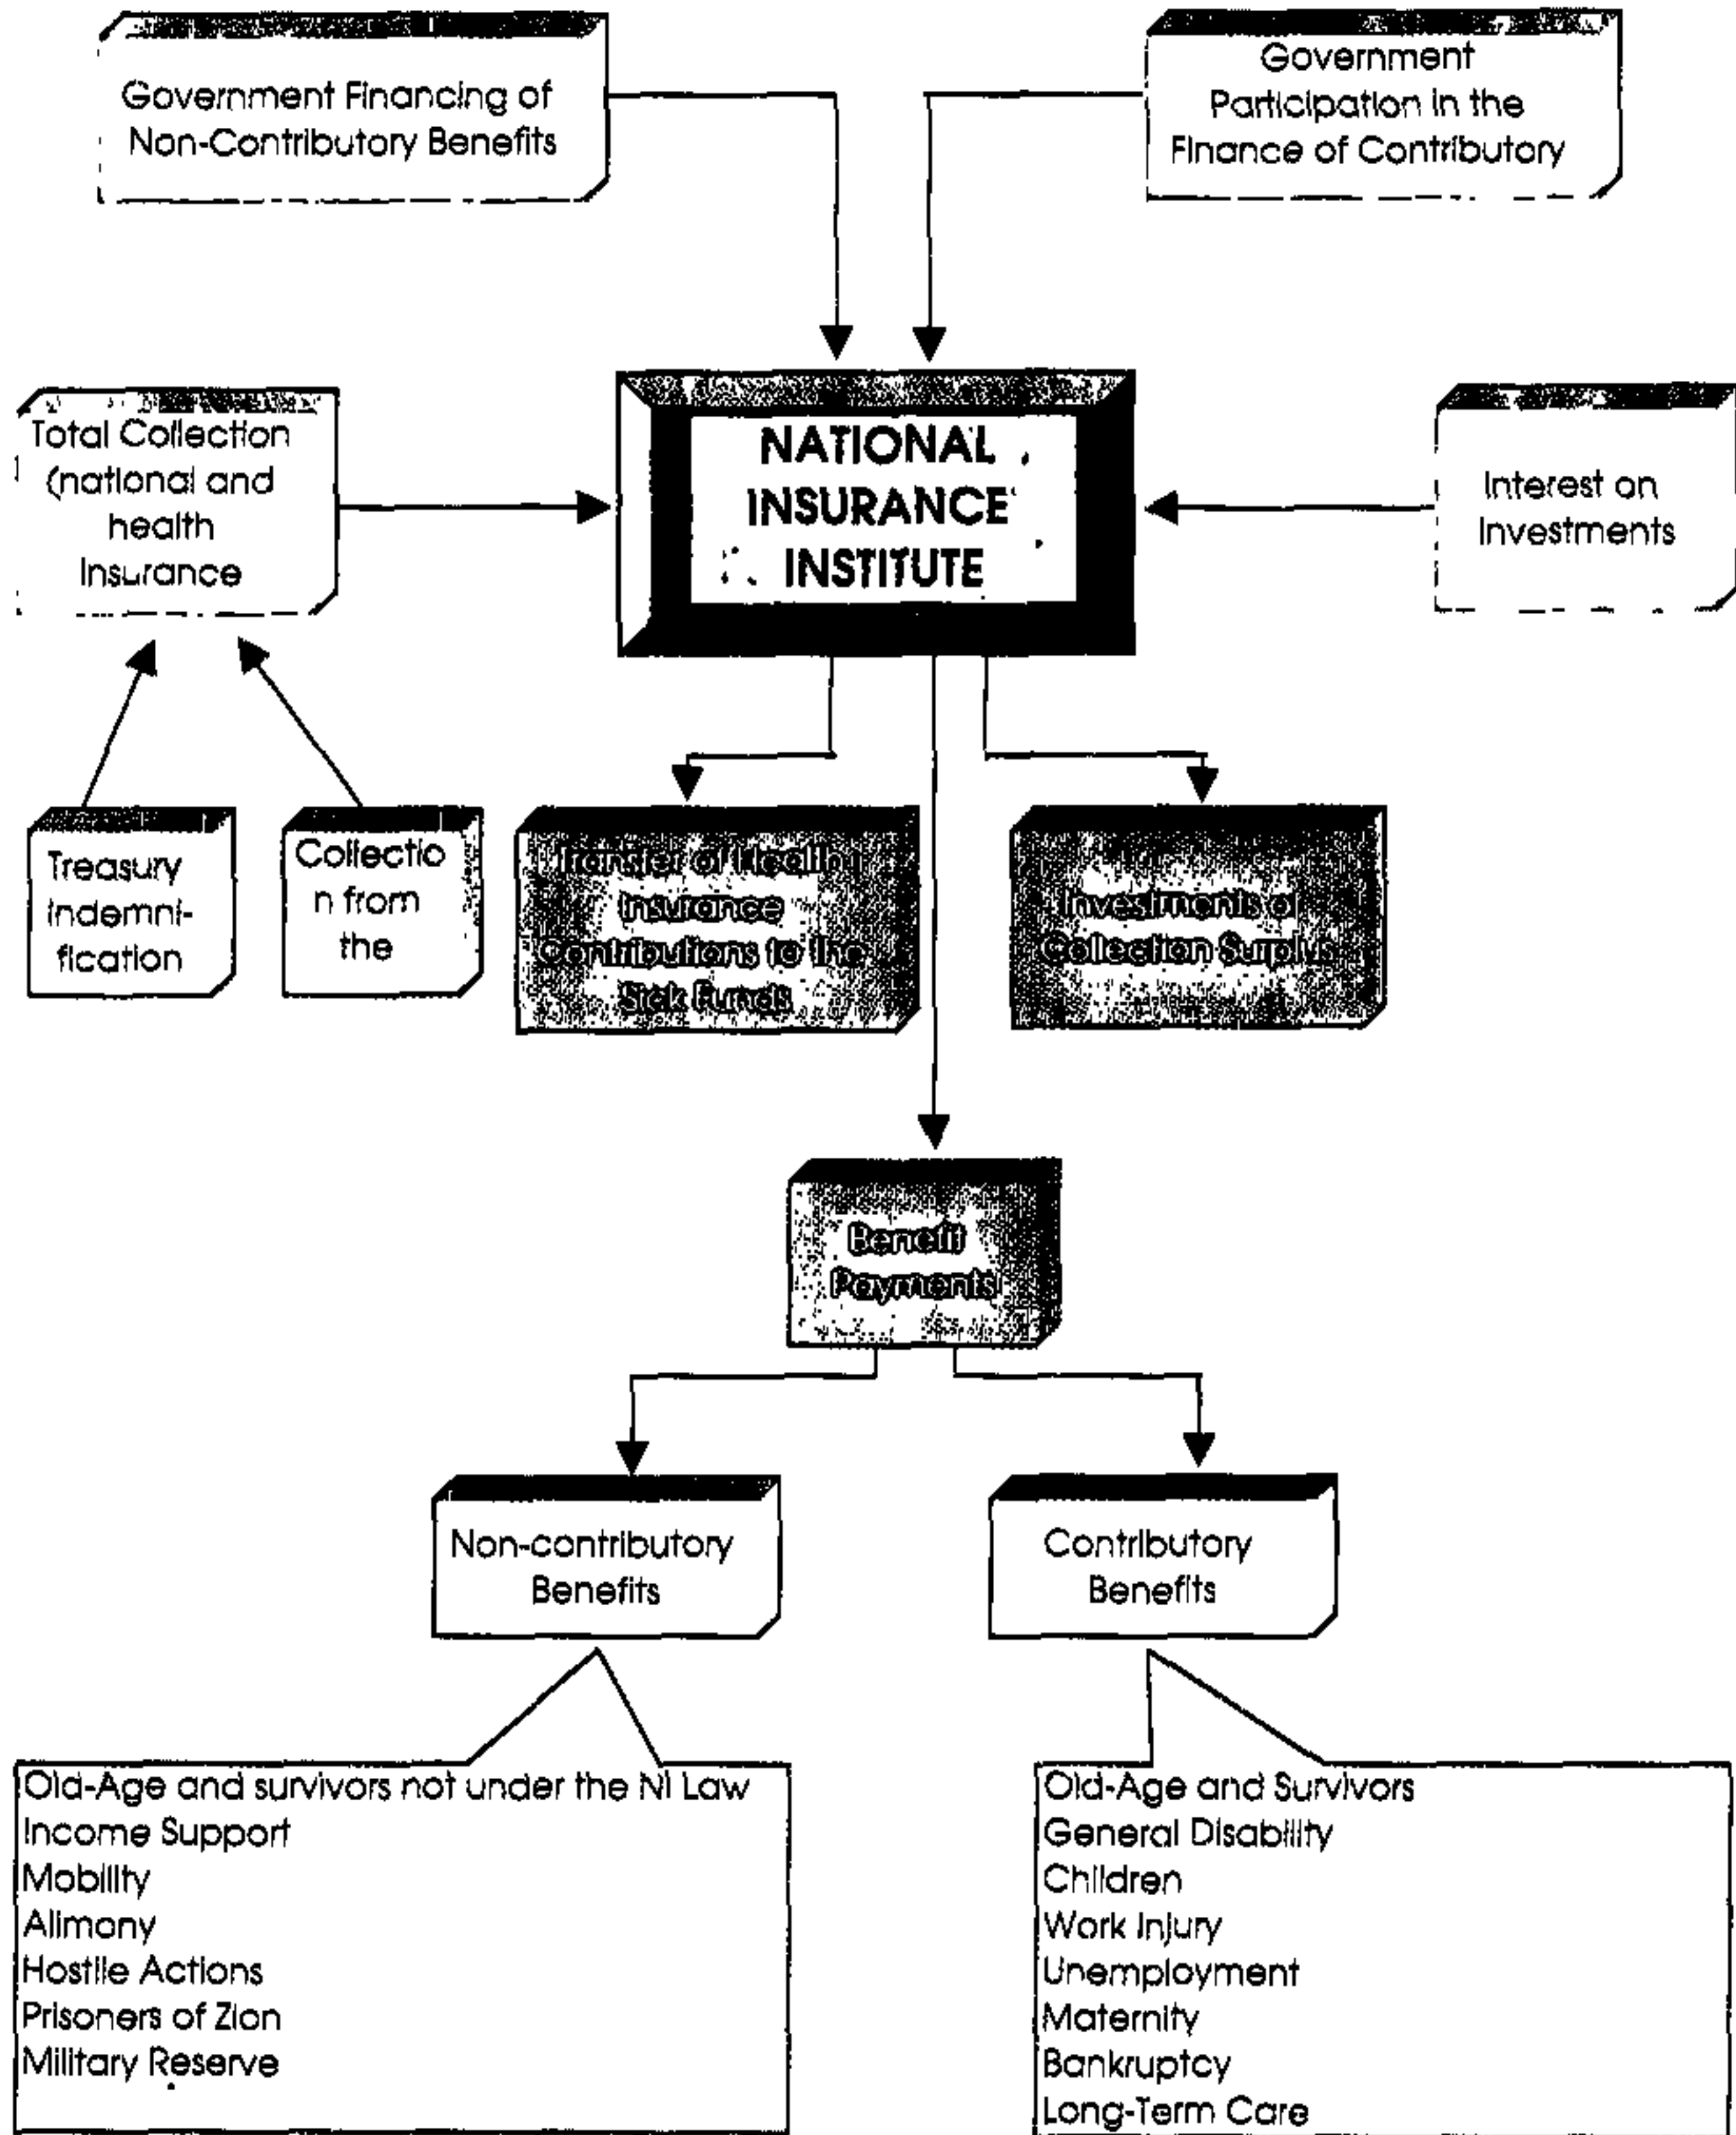 Government Financing of
Non-Contributory Benefits
Government
Participation in the
Finance of Contributory
Total Collection
(national and
health
Insurance
NATIONAL
INSURANCE
INSTITUTE
Interest on
Investments
Treasury
Indemni-
fication
Collectio
n from
the
Transfer of Health
Insurance
Contributions to the
Sick Funds
Investments of
Collection Surplus
Benefit
Payments
Non-contributory
Benefits
Contributory
Benefits
Old-Age and survivors not under the NI Law
Income Support
Mobility
Alimony
Hostile Actions
Prisoners of Zion
Military Reserve
Old-Age and Survivors
General Disability
Children
Work Injury
Unemployment
Maternity
Bankruptcy
Long-Term Care